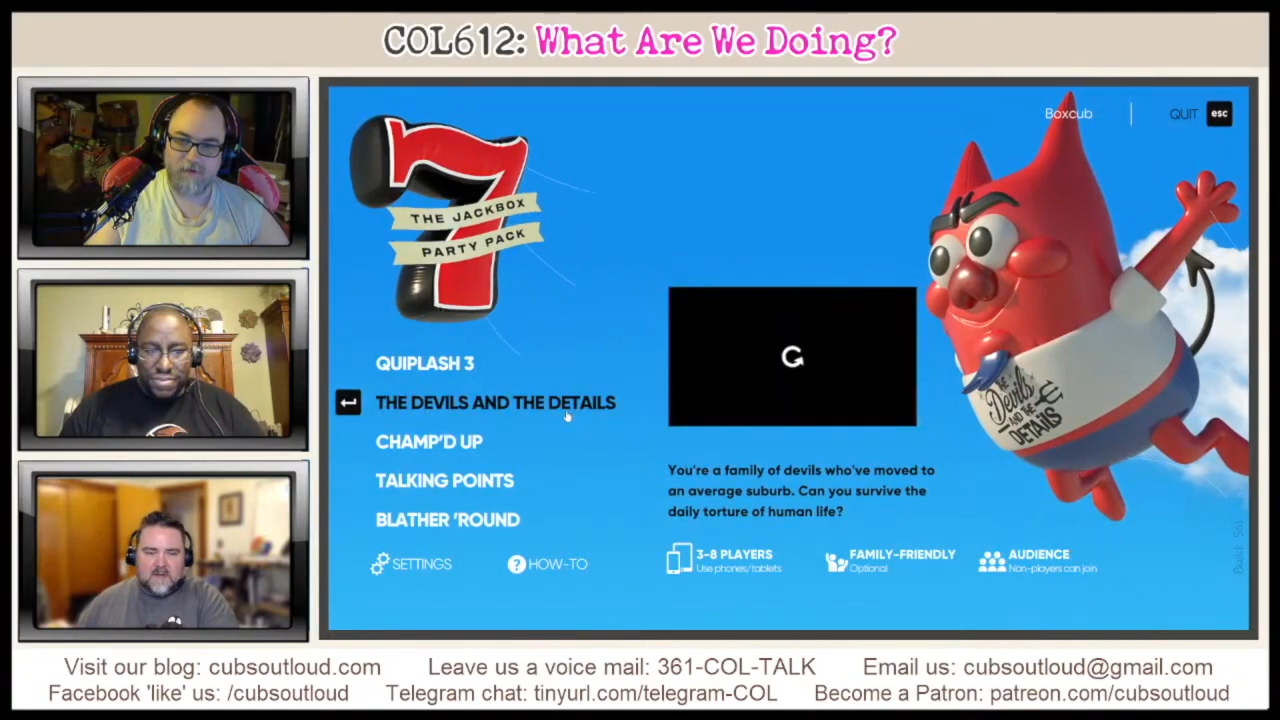 COL612: What Are We Doing?
THE JACKBOX
PARTY PACK
7
Boxcub
QUIT esc
QUIPLASH 3
THE DEVILS AND THE DETAILS
CHAMP'D UP
TALKING POINTS
BLATHER 'ROUND
SETTINGS
HOW-TO
You're a family of devils who've moved to
an average suburb. Can you survive the
daily torture of human life?
3-8 PLAYERS
Use phones/tablets
FAMILY-FRIENDLY
Optional
AUDIENCE
Non-players can join
THE
Devils
AND THE
DETAILS
Build: 563
Visit our blog: cubsoutloud.com Leave us a voice mail: 361-COL-TALK Email us: cubsoutloud@gmail.com
Facebook 'like' us: /cubsoutloud Telegram chat: tinyurl.com/telegram-COL Become a Patron: patreon.com/cubsoutloud